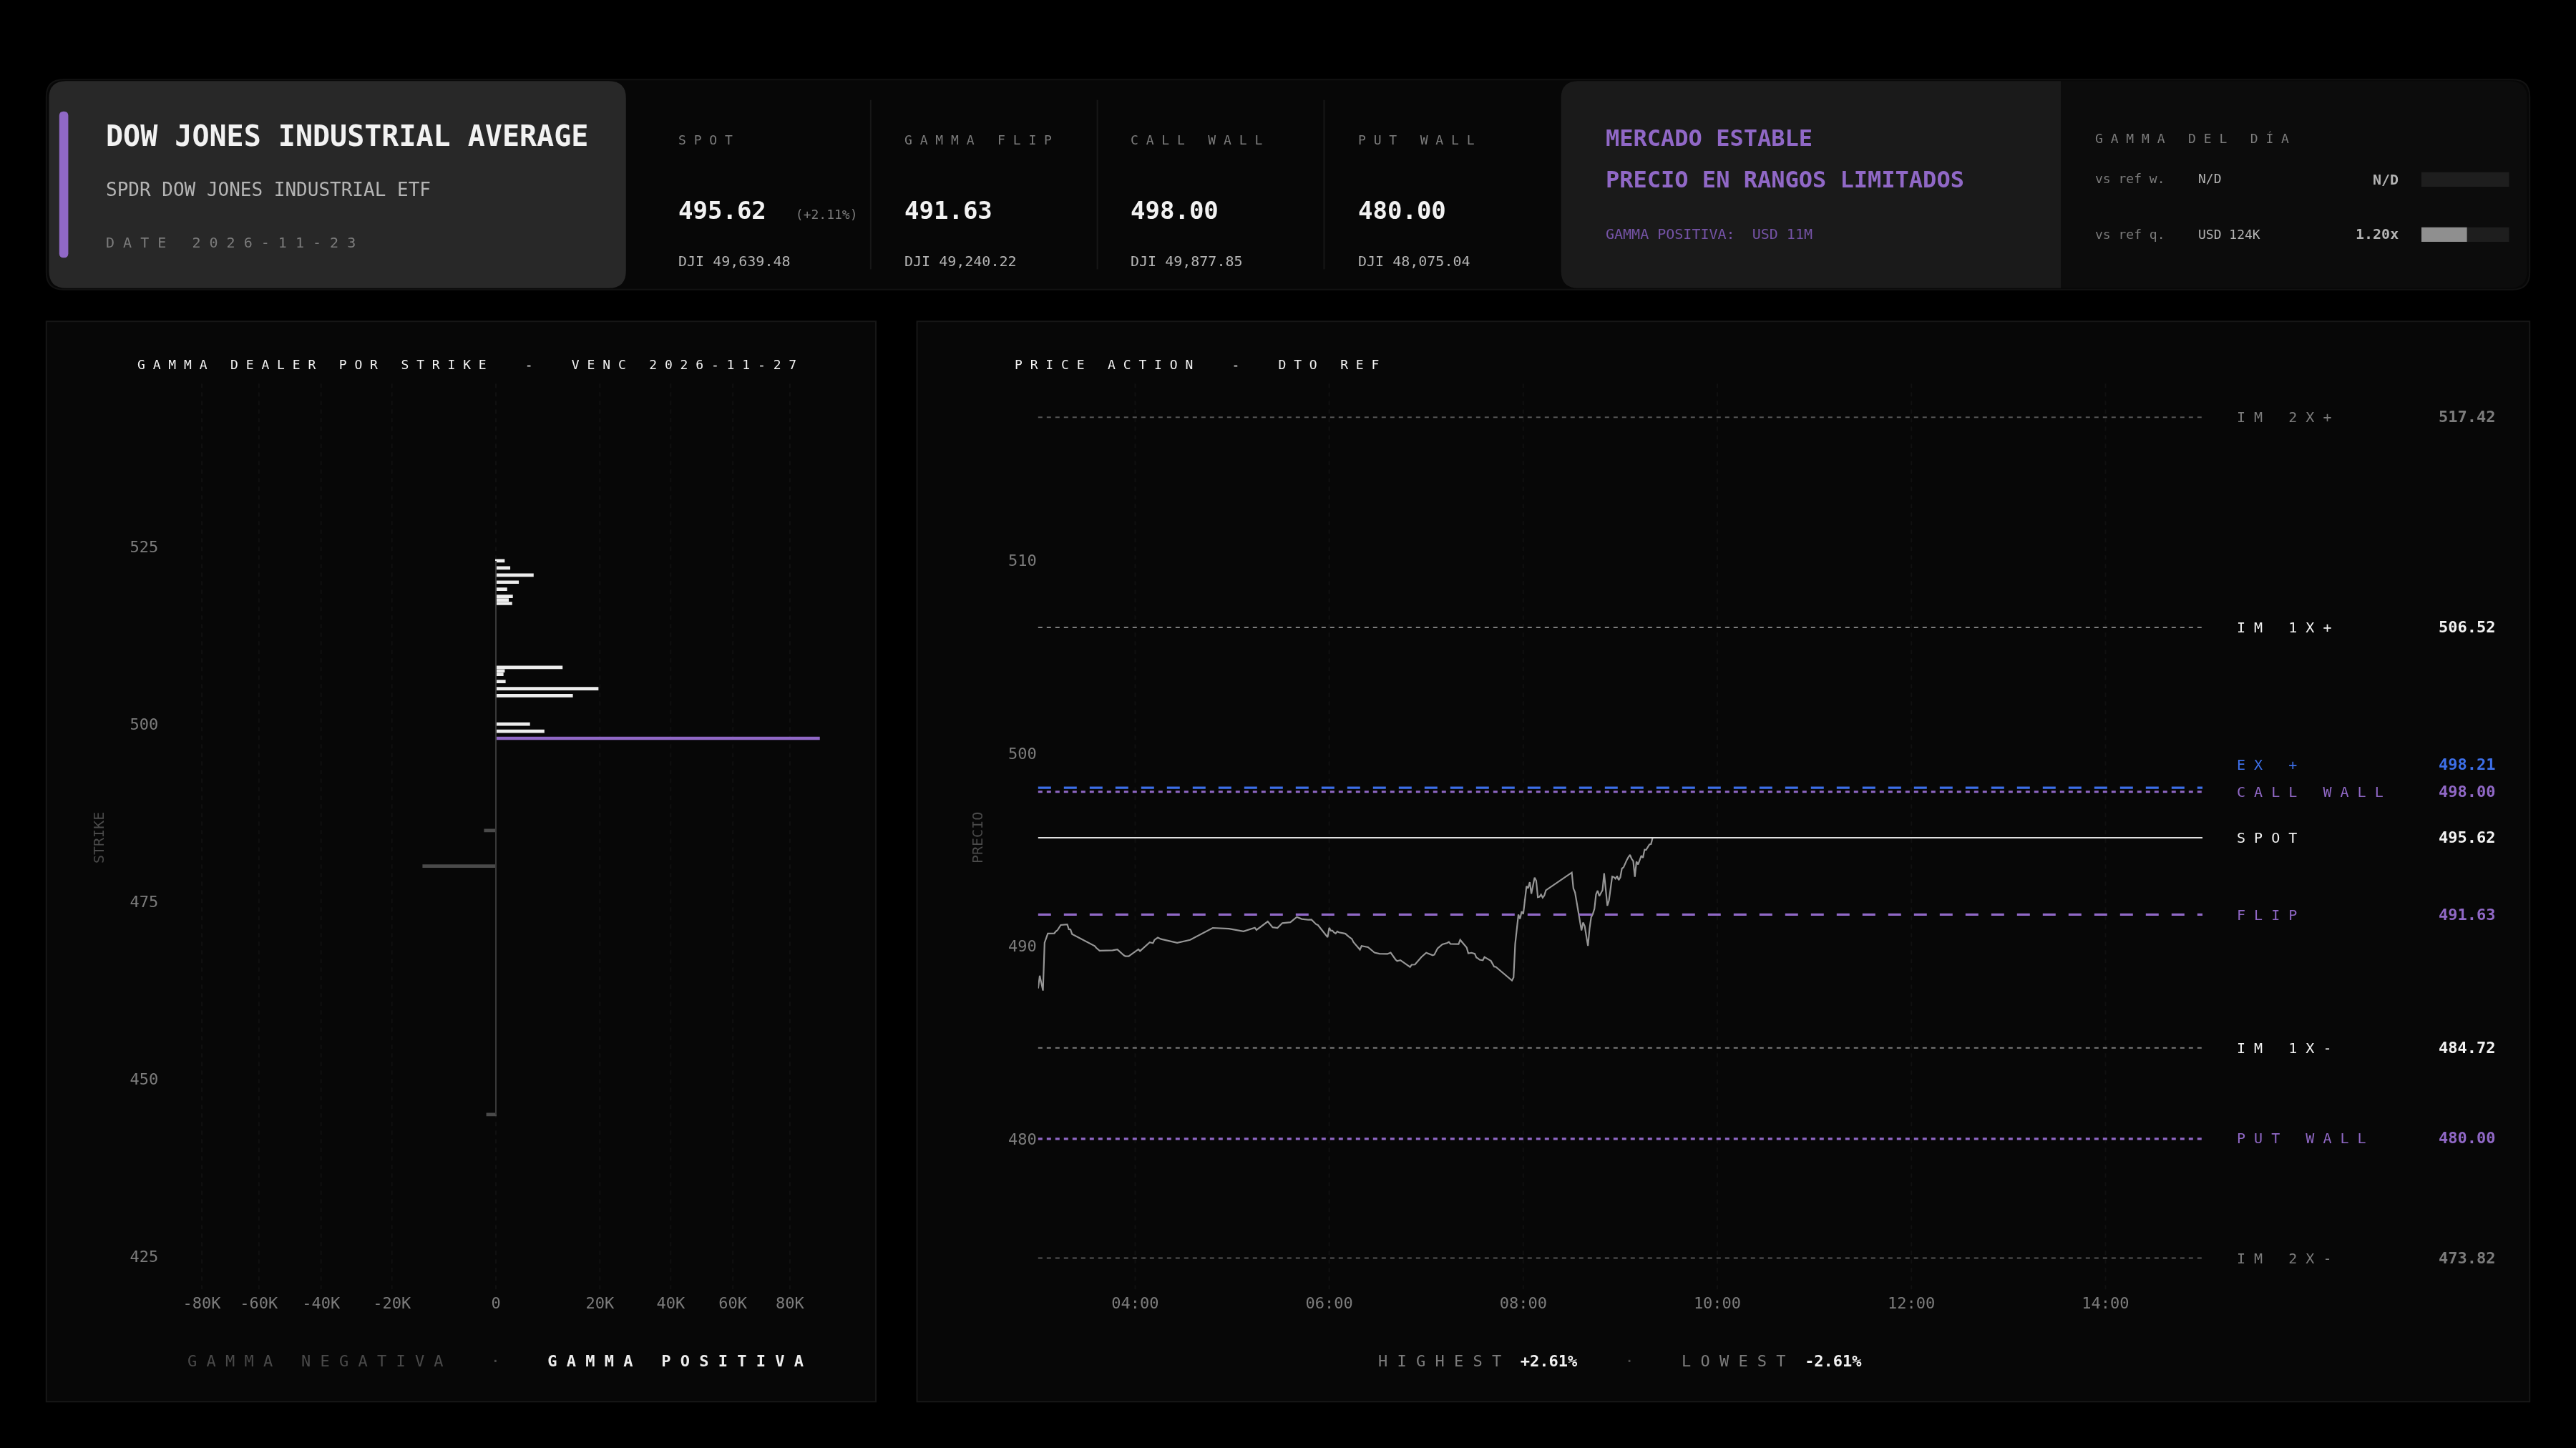 DOW JONES INDUSTRIAL AVERAGE
SPDR DOW JONES INDUSTRIAL ETF
DATE 2026-11-23
SPOT
495.62 (+2.11%)
DJI 49,639.48
GAMMA FLIP
491.63
DJI 49,240.22
CALL WALL
498.00
DJI 49,877.85
PUT WALL
480.00
DJI 48,075.04
MERCADO ESTABLE
PRECIO EN RANGOS LIMITADOS
GAMMA POSITIVA: USD 11M
GAMMA DEL DÍA
vs ref w. N/D N/D
vs ref q. USD 124K 1.20x
GAMMA DEALER POR STRIKE - VENC 2026-11-27
STRIKE
525
500
475
450
425
-80K -60K -40K -20K 0 20K 40K 60K 80K
GAMMA NEGATIVA · GAMMA POSITIVA
PRICE ACTION - DTO REF
PRECIO
510
500
490
480
IM 2X+ 517.42
IM 1X+ 506.52
EX + 498.21
CALL WALL 498.00
SPOT 495.62
FLIP 491.63
IM 1X- 484.72
PUT WALL 480.00
IM 2X- 473.82
04:00 06:00 08:00 10:00 12:00 14:00
HIGHEST +2.61% · LOWEST -2.61%